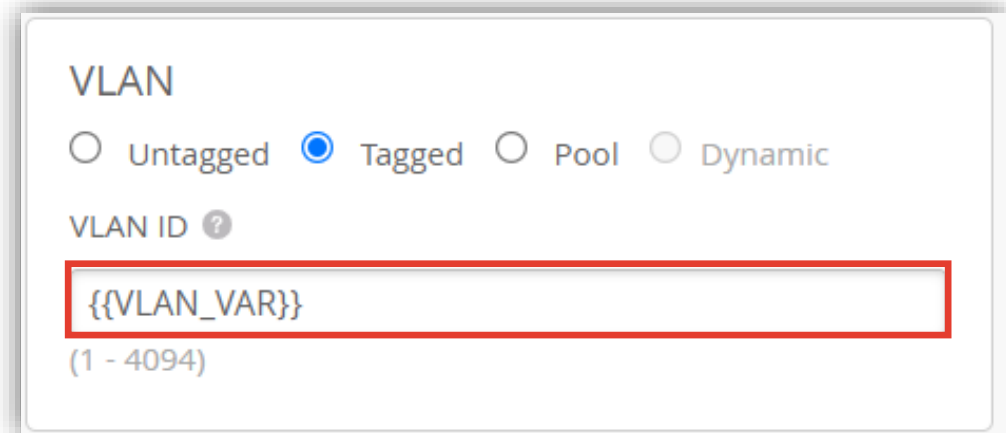 VLAN
Untagged Tagged Pool Dynamic
VLAN ID ?
{{VLAN_VAR}}
(1 - 4094)